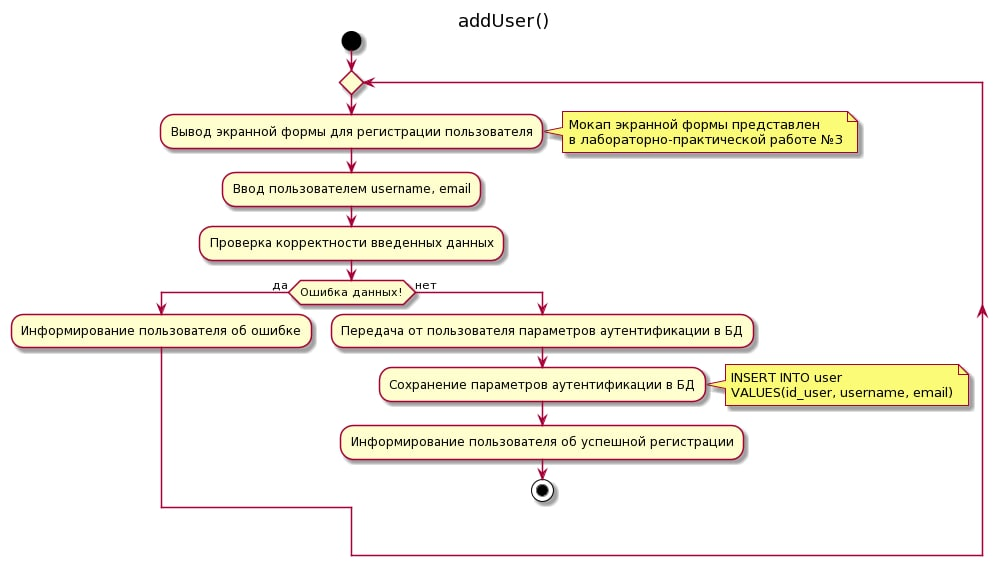 addUser()
Вывод экранной формы для регистрации пользователя
Мокап экранной формы представлен
в лабораторно-практической работе №3
Ввод пользователем username, email
Проверка корректности введенных данных
да
Ошибка данных!
нет
Информирование пользователя об ошибке
Передача от пользователя параметров аутентификации в БД
Сохранение параметров аутентификации в БД
INSERT INTO user
VALUES(id_user, username, email)
Информирование пользователя об успешной регистрации